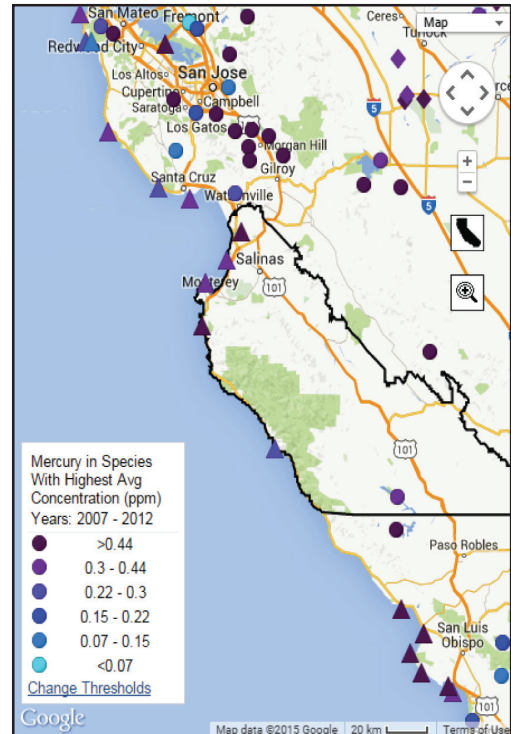 San Mateo
Fremont
Ceres
Map
Turlock
Redwood City
Los Altos
San Jose
Cupertino
Saratoga
Campbell
Los Gatos
101
Morgan Hill
Gilroy
5
+
−
Santa Cruz
Watsonville
5
Salinas
Monterey
101
101
Mercury in Species
With Highest Avg
Concentration (ppm)
Years: 2007 - 2012
>0.44
0.3 - 0.44
0.22 - 0.3
0.15 - 0.22
0.07 - 0.15
<0.07
Change Thresholds
Paso Robles
San Luis
Obispo
101
Google
Map data ©2015 Google
20 km
Terms of Use